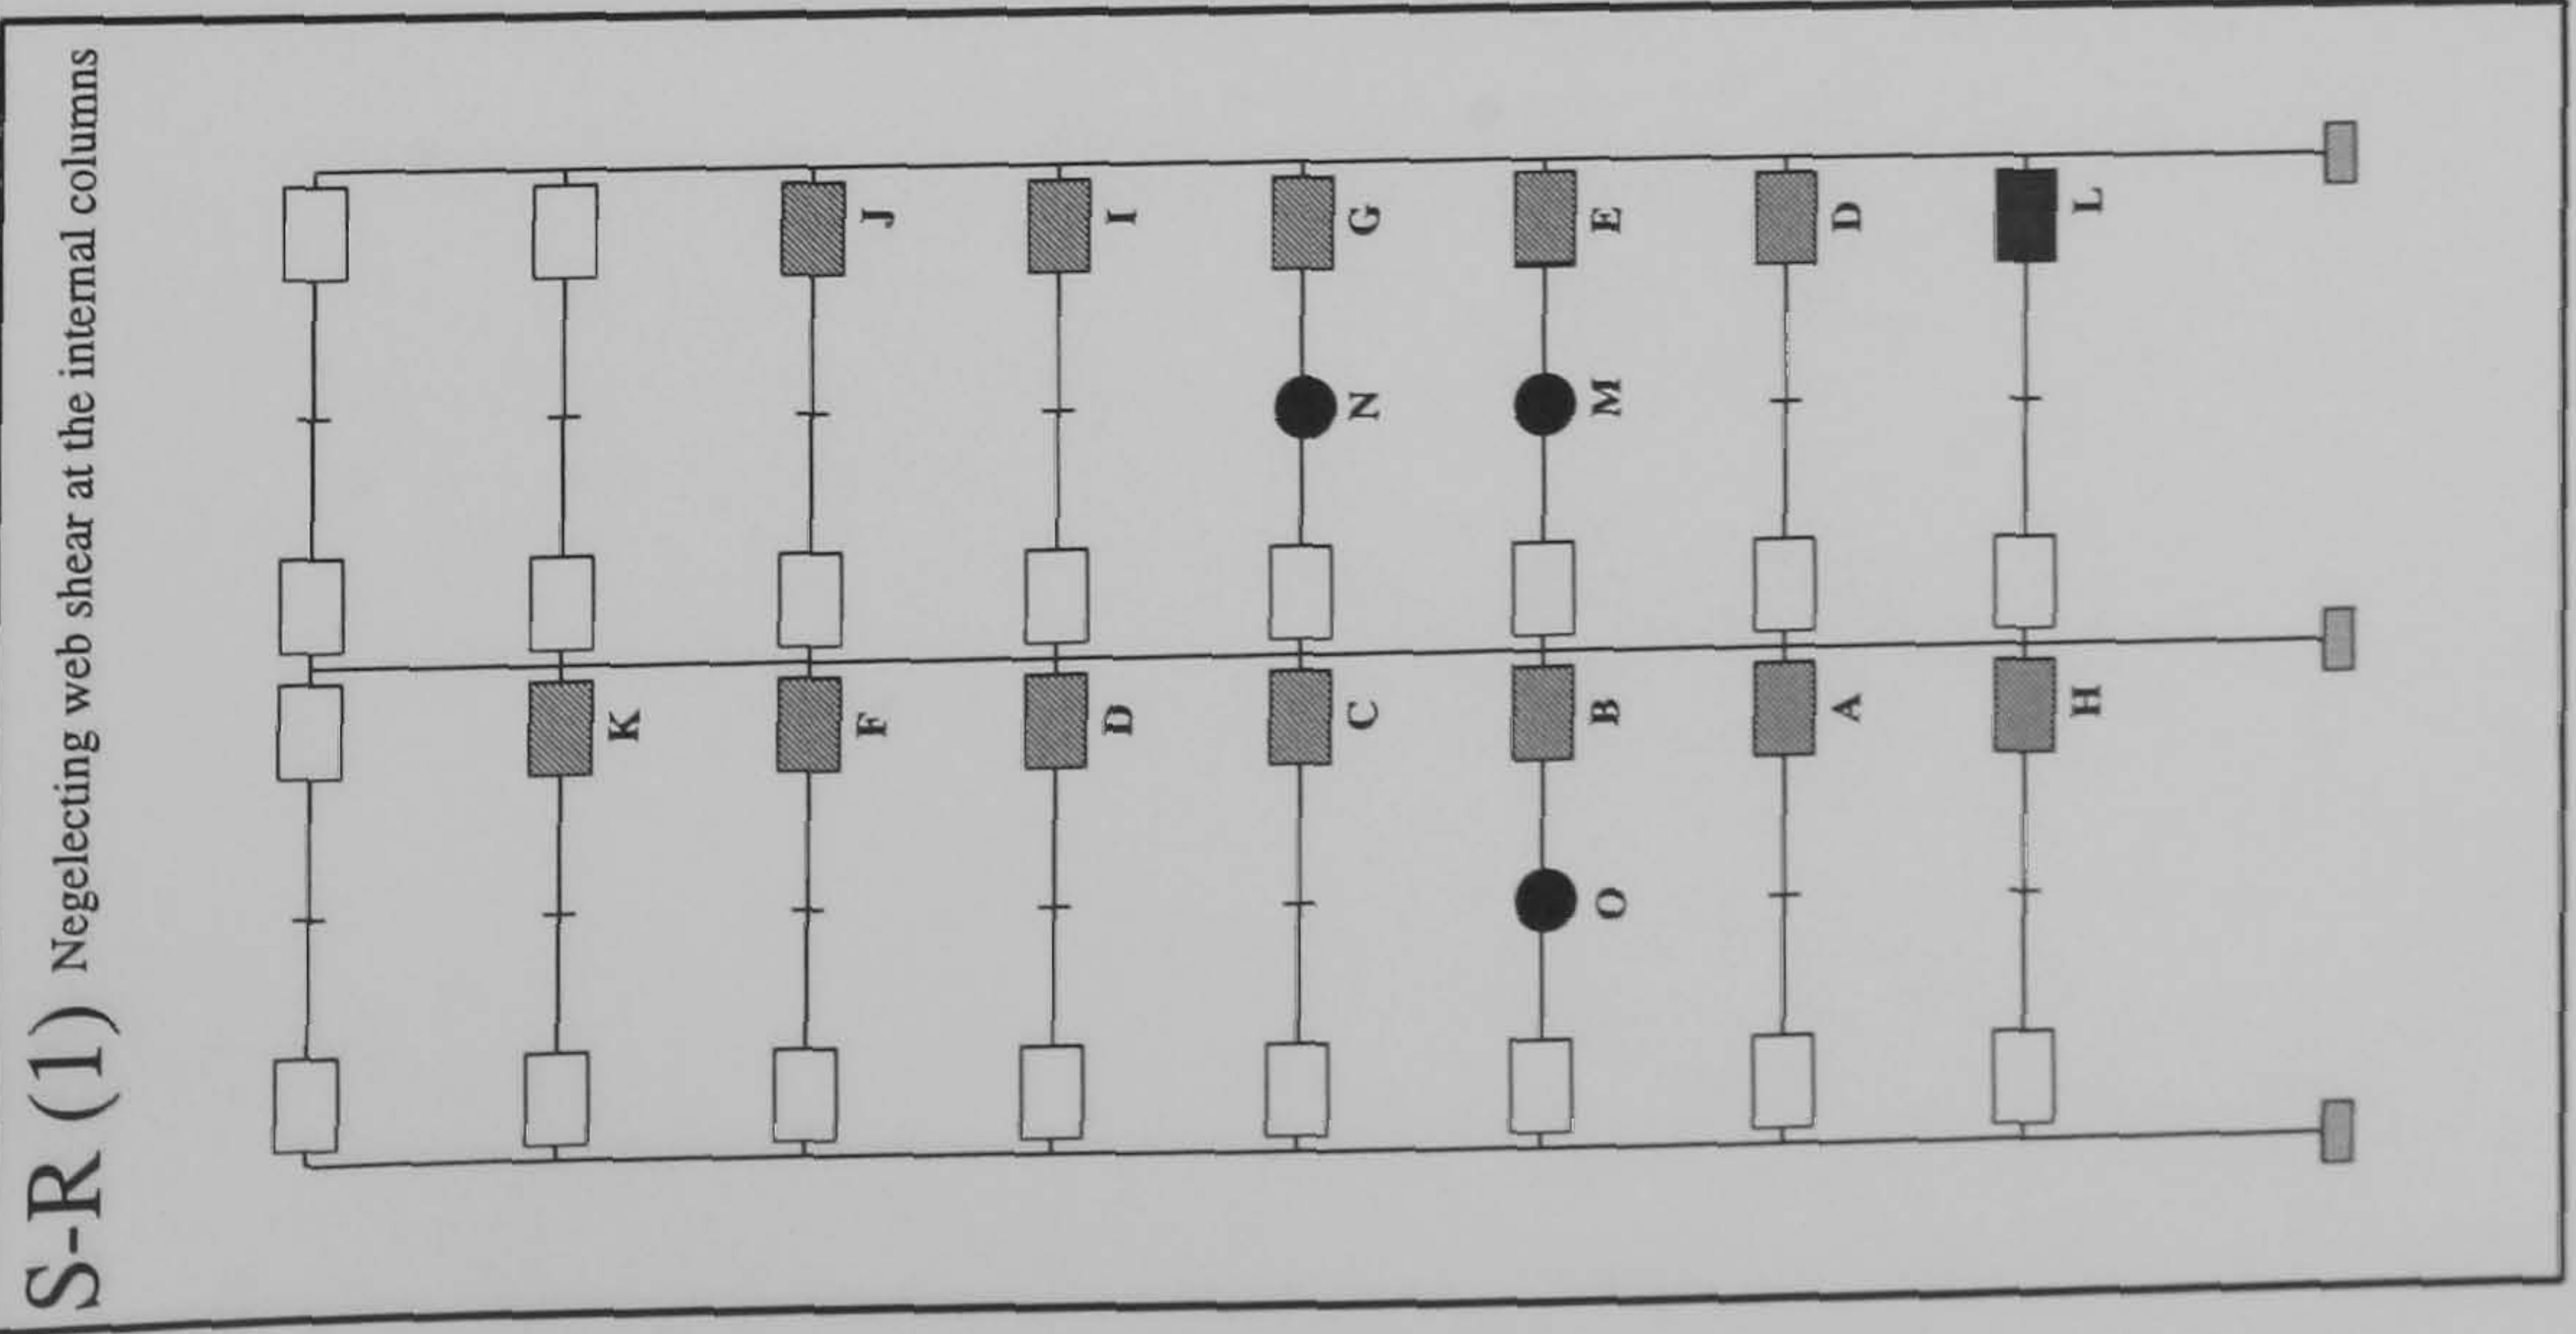 S-R (1) Negelecting web shear at the internal columns
K
J
F
I
D
N
G
C
O
M
E
B
D
A
L
H